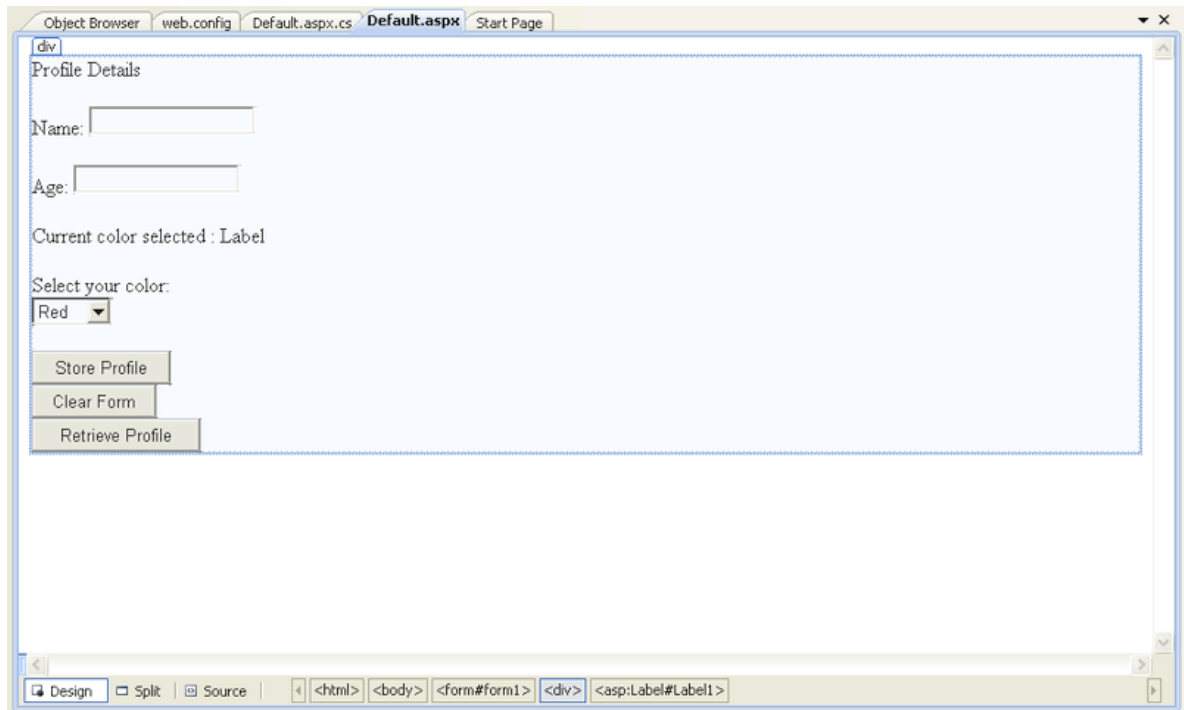 Object Browser web.config Default.aspx.cs Default.aspx Start Page
div
Profile Details
Name:
Age:
Current color selected : Label
Select your color:
Red
Store Profile
Clear Form
Retrieve Profile
Design Split Source <html> <body> <form#form1> <div> <asp:Label#Label1>